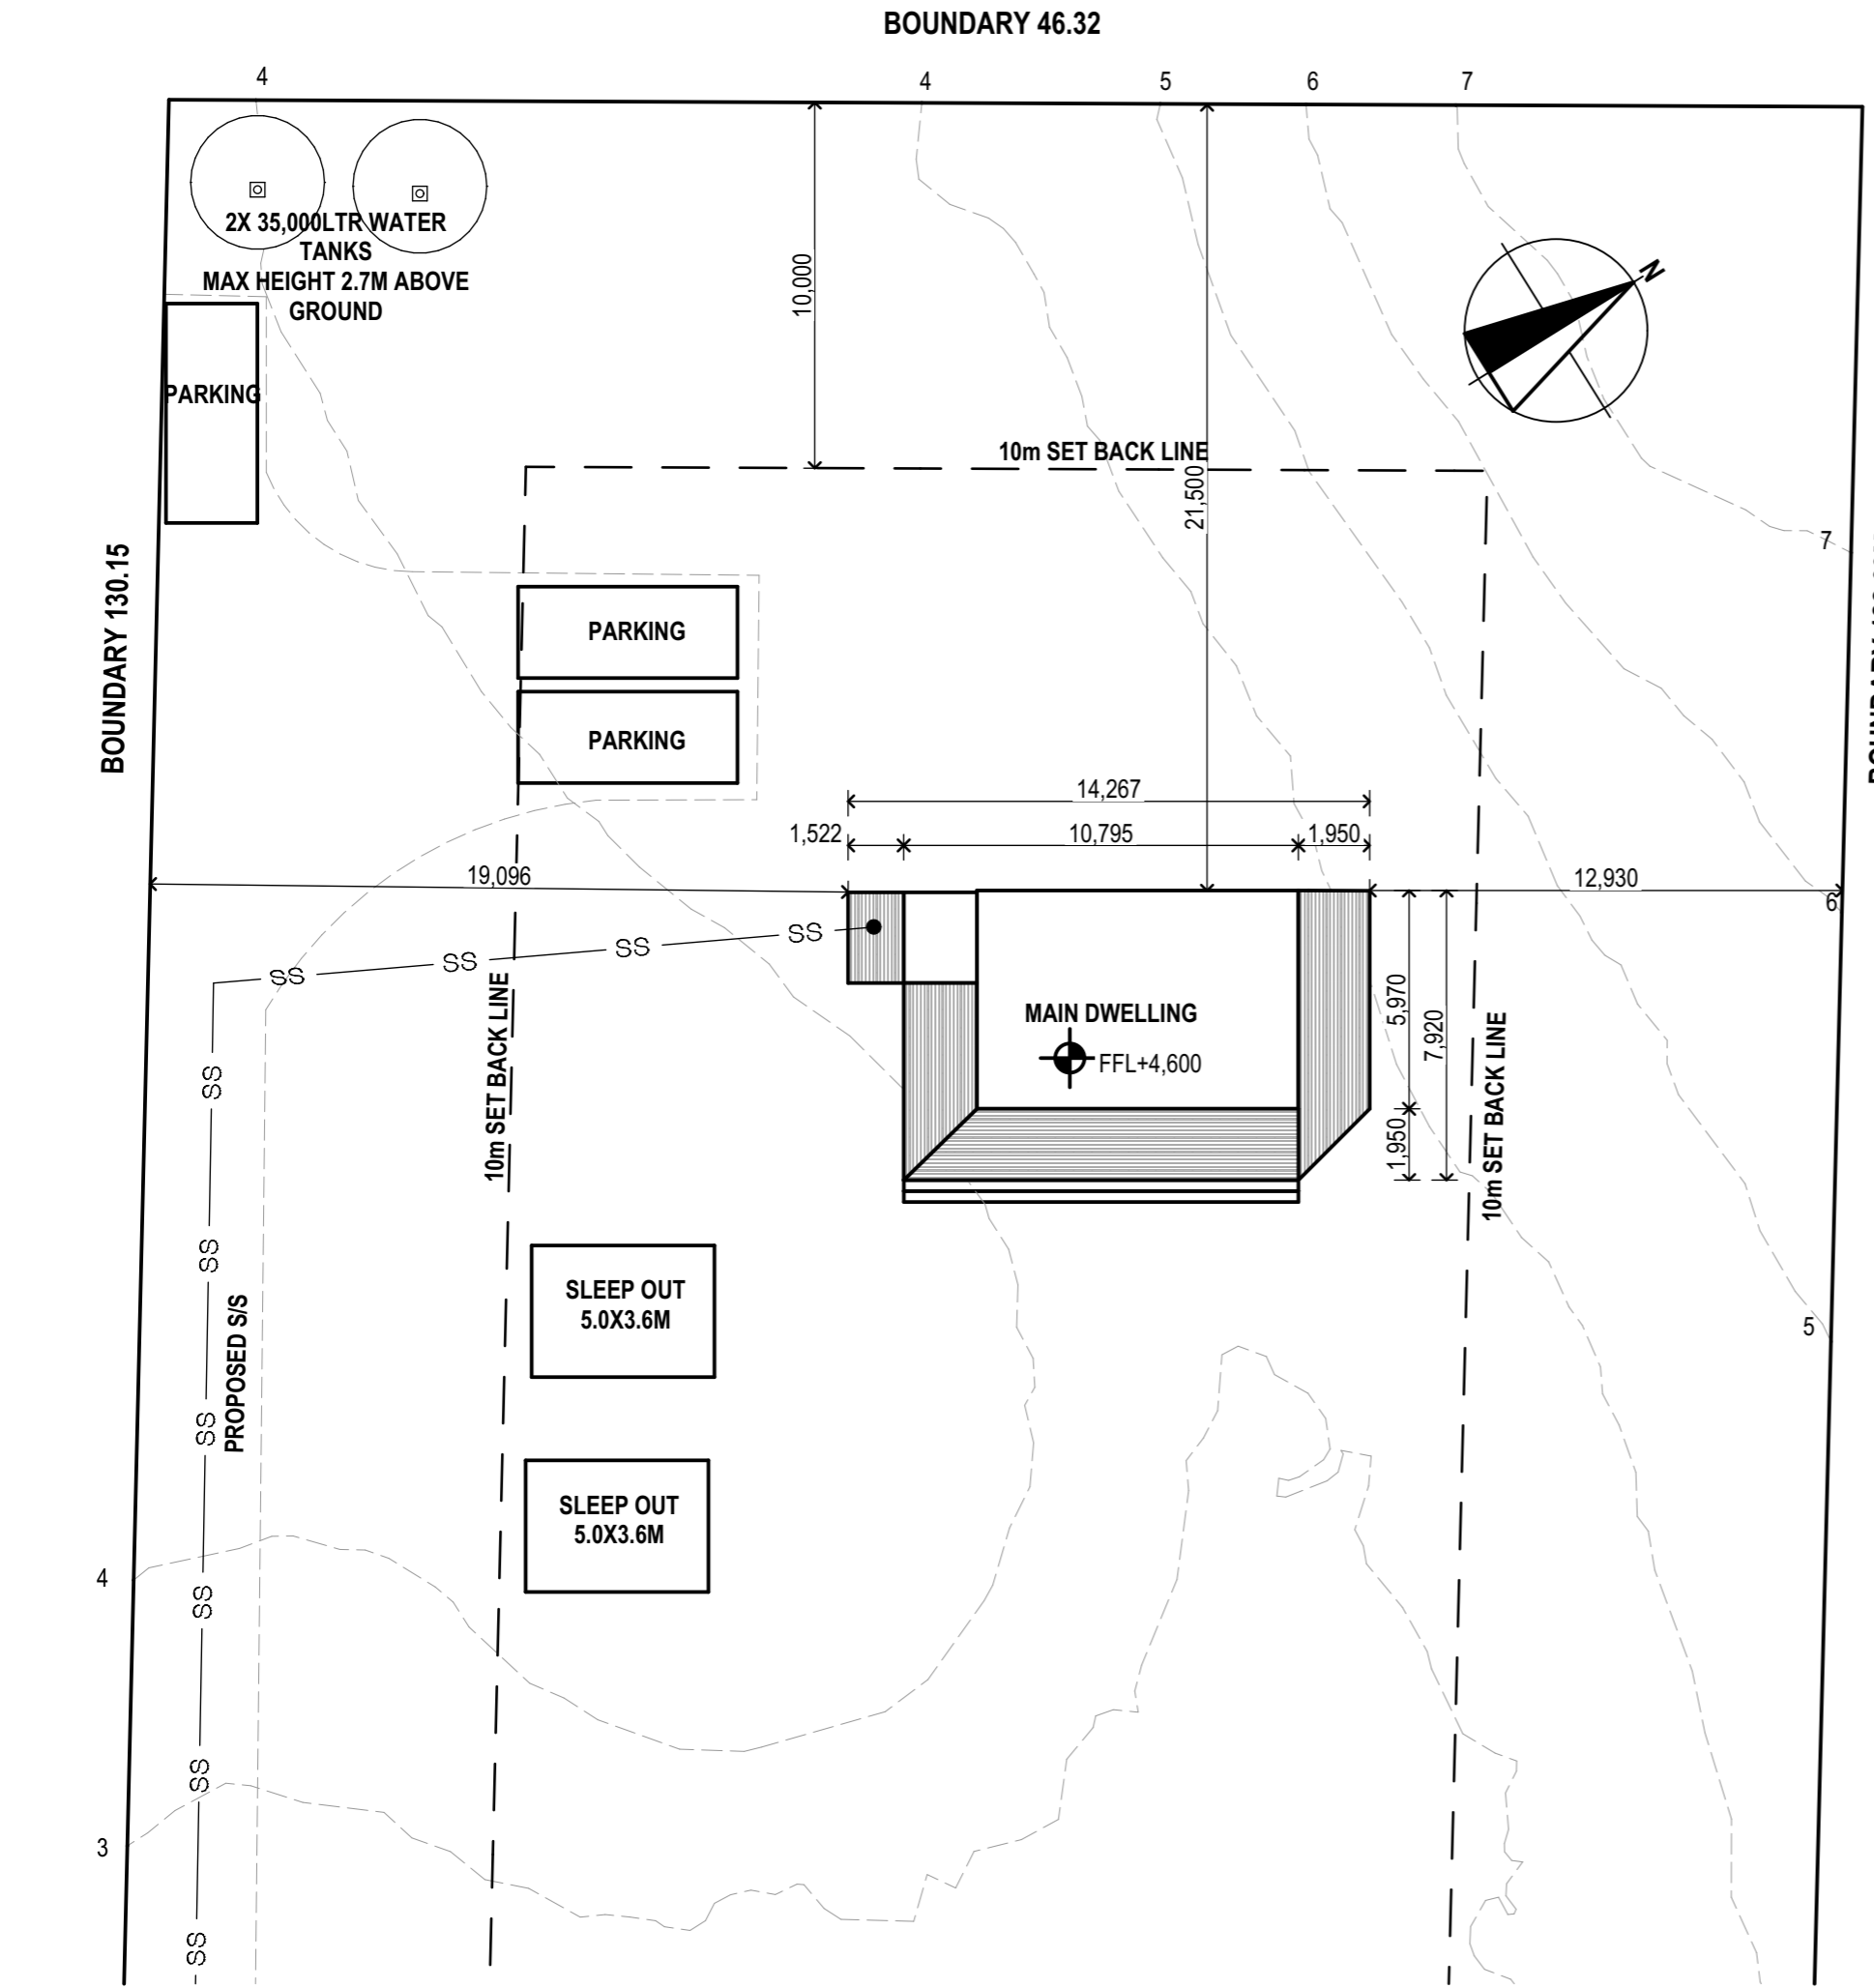 BOUNDARY 46.32
4
4
5
6
7
2X 35,000LTR WATER
TANKS
MAX HEIGHT 2.7M ABOVE
GROUND
N
10,000
PARKING
10m SET BACK LINE
21,500
7
BOUNDARY 130.15
PARKING
PARKING
14,267
1,522
10,795
1,950
19,096
12,930
6
SS
SS
SS
SS
5,970
7,920
MAIN DWELLING
FFL+4,600
10m SET BACK LINE
10m SET BACK LINE
1,950
SS
SS
SLEEP OUT
5.0X3.6M
PROPOSED S/S
5
SS
SLEEP OUT
5.0X3.6M
4
SS
SS
3
SS